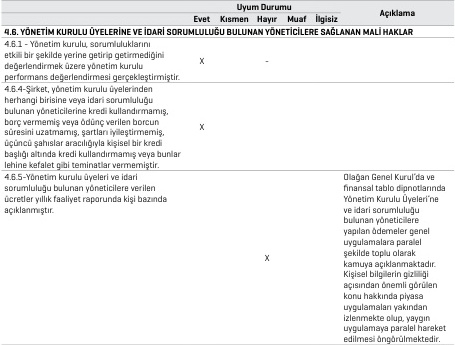 Uyum Durumu
Evet Kısmen Hayır Muaf İlgisiz Açıklama
4.6. YÖNETİM KURULU ÜYELERİNE VE İDARİ SORUMLULUĞU BULUNAN YÖNETİCİLERE SAĞLANAN MALİ HAKLAR
4.6.1 - Yönetim kurulu, sorumluluklarını
etkili bir şekilde yerine getirip getirmediğini
değerlendirmek üzere yönetim kurulu
performans değerlendirmesi gerçekleştirmiştir.
X -
4.6.4-Şirket, yönetim kurulu üyelerinden
herhangi birisine veya idari sorumluluğu
bulunan yöneticilerine kredi kullandırmamış,
borç vermemiş veya ödünç verilen borcun
süresini uzatmamış, şartları iyileştirmemiş,
üçüncü şahıslar aracılığıyla kişisel bir kredi
başlığı altında kredi kullandırmamış veya bunlar
lehine kefalet gibi teminatlar vermemiştir.
X
4.6.5-Yönetim kurulu üyeleri ve idari
sorumluluğu bulunan yöneticilere verilen
ücretler yıllık faaliyet raporunda kişi bazında
açıklanmıştır.
X
Olağan Genel Kurul'da ve
finansal tablo dipnotlarında
Yönetim Kurulu Üyeleri'ne
ve idari sorumluluğu
bulunan yöneticilere
yapılan ödemeler genel
uygulamalara paralel
şekilde toplu olarak
kamuya açıklanmaktadır.
Kişisel bilgilerin gizliliği
açısından önemli görülen
konu hakkında piyasa
uygulamaları yakından
izlenmekte olup, yaygın
uygulamaya paralel hareket
edilmesi öngörülmektedir.